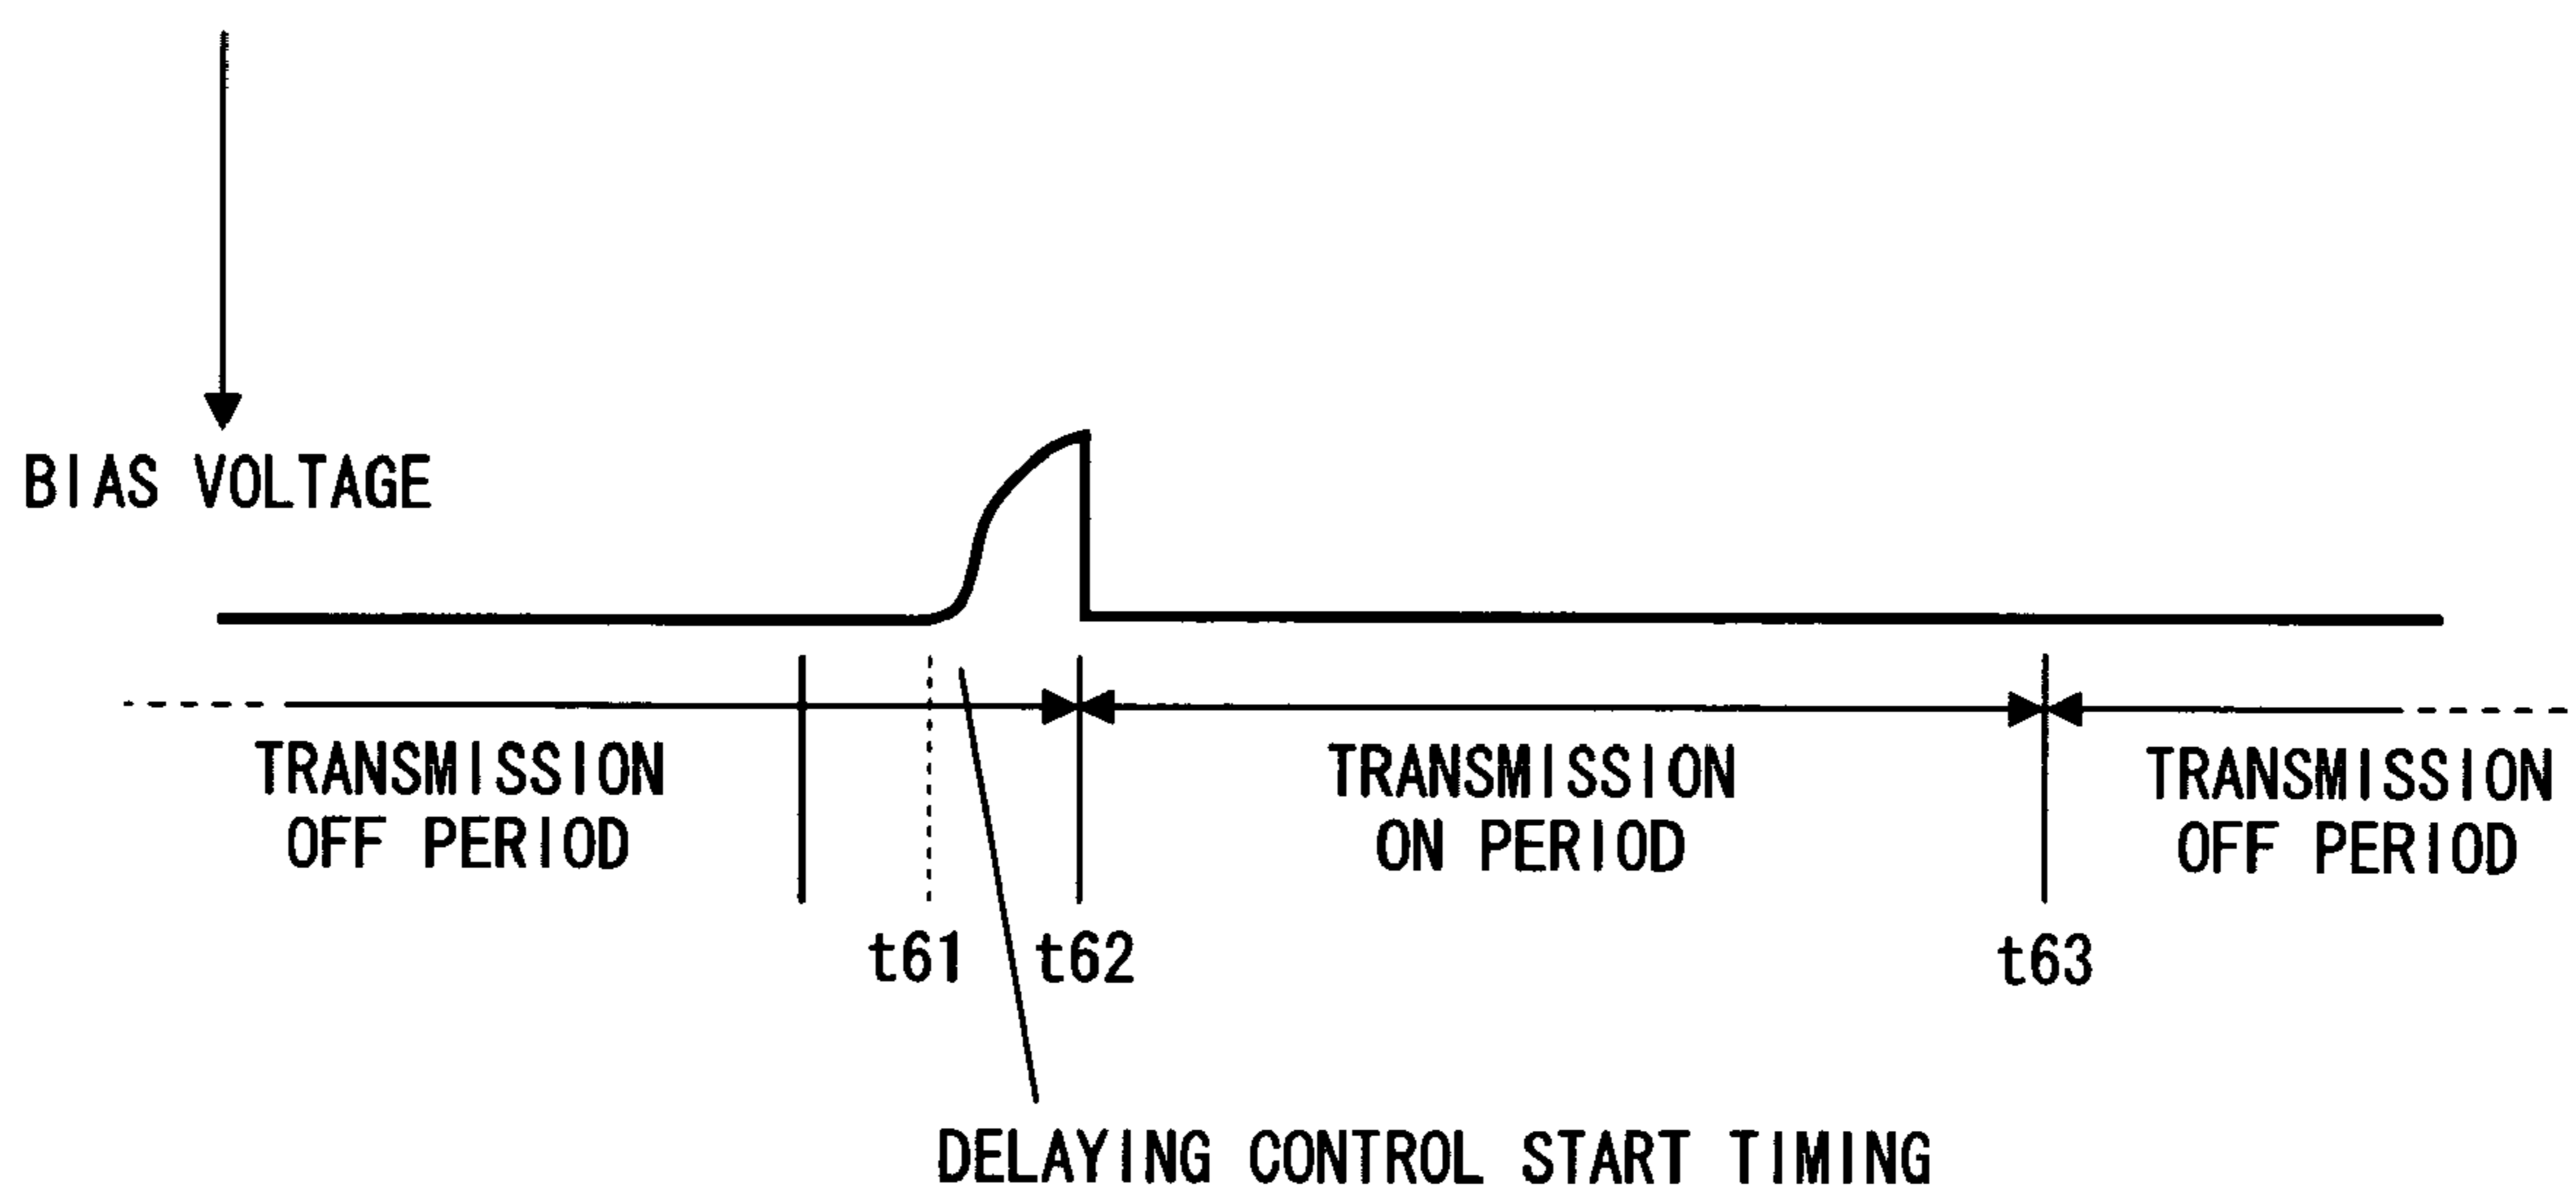 BIAS VOLTAGE
TRANSMISSION
OFF PERIOD
TRANSMISSION
ON PERIOD
TRANSMISSION
OFF PERIOD
t61
t62
t63
DELAYING CONTROL START TIMING